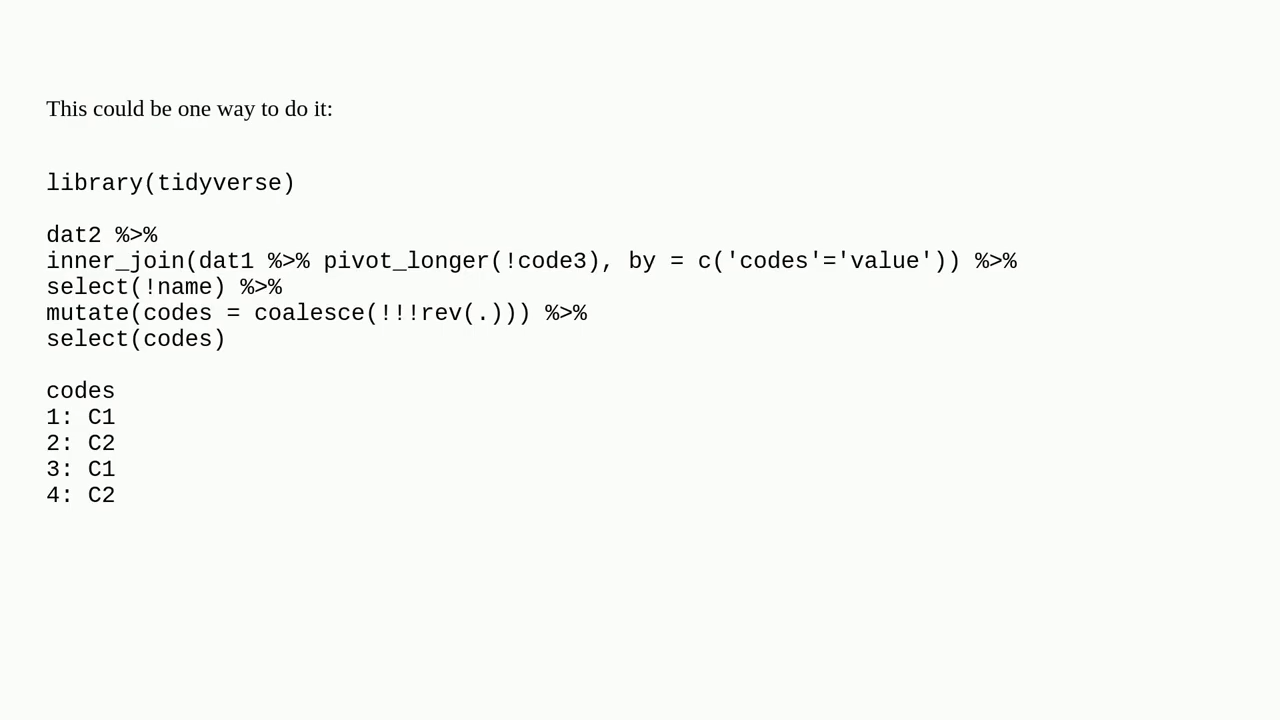 This could be one way to do it:
library(tidyverse)
dat2 %>%
inner_join(dat1 %>% pivot_longer(!code3), by = c('codes'='value')) %>%
select(!name) %>%
mutate(codes = coalesce(!!!rev(.))) %>%
select(codes)
codes
1: C1
2: C2
3: C1
4: C2